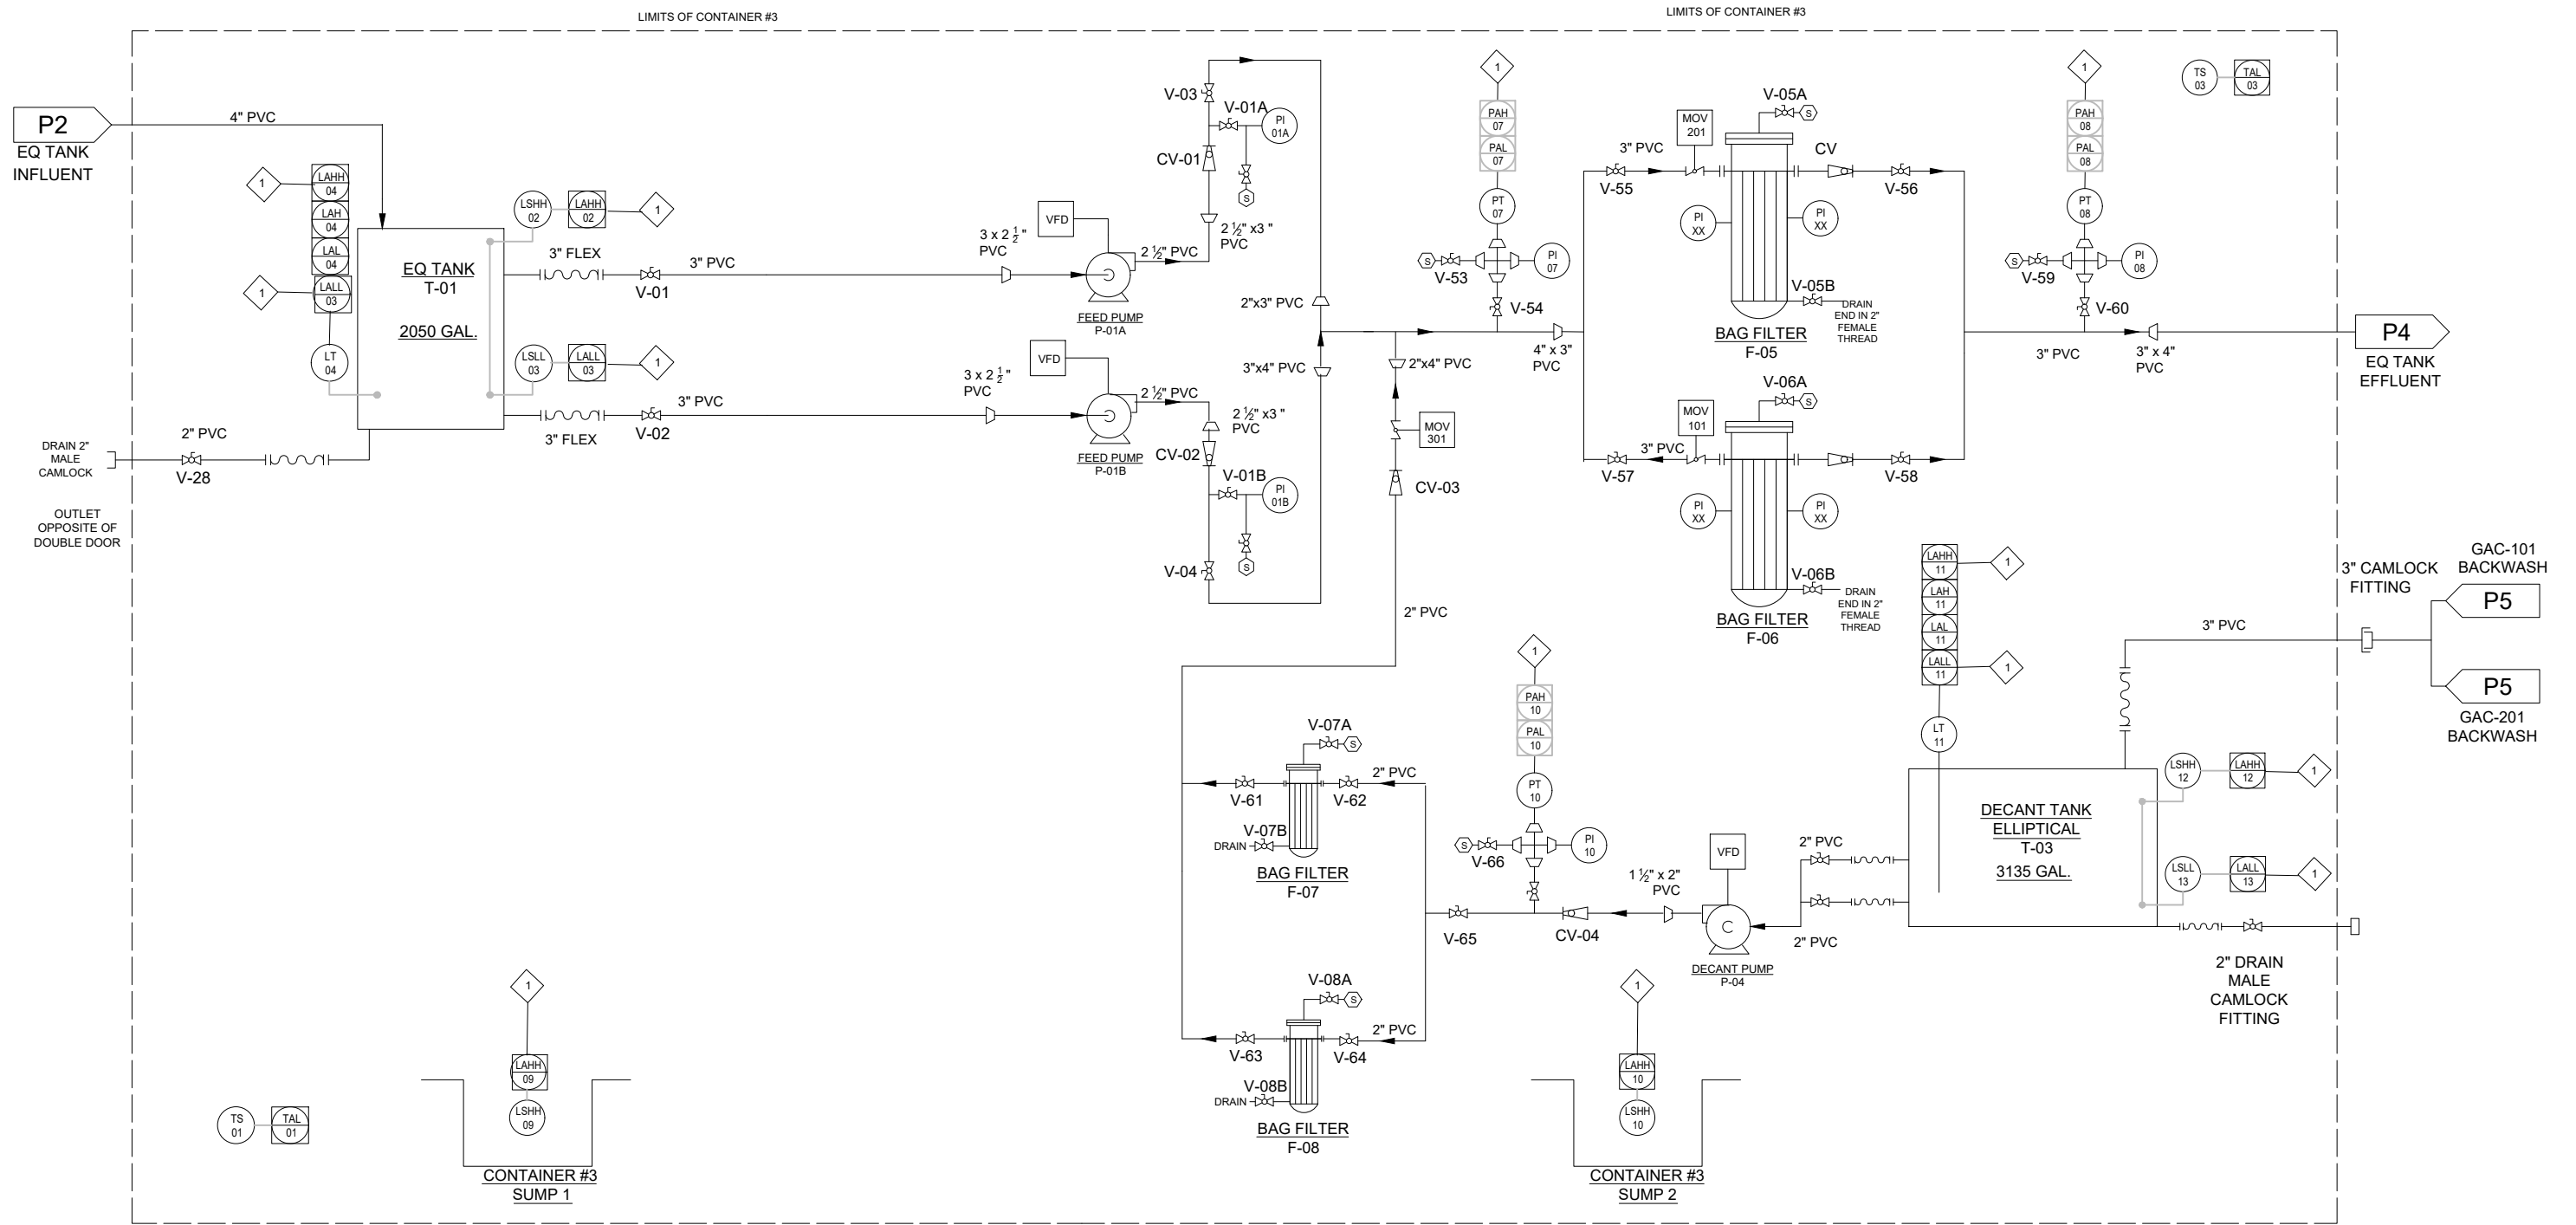 LIMITS OF CONTAINER #3
LIMITS OF CONTAINER #3
P2
EQ TANK
INFLUENT
4" PVC
1
LAHH
04
LAH
04
LAL
04
1
LALL
03
LT
04
EQ TANK
T-01
2050 GAL.
LSHH
02
LAHH
02
1
LSLL
03
LALL
03
1
3" FLEX
V-01
3" PVC
3 x 2 1/2"
PVC
VFD
2 ½" PVC
FEED PUMP
P-01A
3" FLEX
V-02
3" PVC
3 x 2 1/2"
PVC
VFD
2 ½" PVC
FEED PUMP
P-01B
DRAIN 2"
MALE
CAMLOCK
2" PVC
V-28
OUTLET
OPPOSITE OF
DOUBLE DOOR
V-03
V-01A
PI
01A
CV-01
S
2 ½" x3 "
PVC
2 ½" x3 "
PVC
CV-02
V-01B
PI
01B
S
V-04
2"x3" PVC
3"x4" PVC
2"x4" PVC
MOV
301
CV-03
2" PVC
1
PAH
07
PAL
07
PT
07
S
V-53
PI
07
V-54
4" x 3"
PVC
V-05A
S
MOV
201
3" PVC
V-55
CV
V-56
PI
XX
PI
XX
V-05B
DRAIN
END IN 2"
FEMALE
THREAD
BAG FILTER
F-05
V-06A
S
MOV
101
3" PVC
V-57
V-58
PI
XX
PI
XX
V-06B
DRAIN
END IN 2"
FEMALE
THREAD
BAG FILTER
F-06
1
PAH
08
PAL
08
PT
08
S
V-59
PI
08
V-60
3" PVC
3" x 4"
PVC
TS
03
TAL
03
P4
EQ TANK
EFFLUENT
LAHH
11
1
LAH
11
LAL
11
LALL
11
1
LT
11
3" CAMLOCK
FITTING
GAC-101
BACKWASH
P5
3" PVC
P5
GAC-201
BACKWASH
DECANT TANK
ELLIPTICAL
T-03
3135 GAL.
LSHH
12
LAHH
12
1
LSLL
13
LALL
13
1
2" DRAIN
MALE
CAMLOCK
FITTING
2" PVC
2" PVC
VFD
C
DECANT PUMP
P-04
1 ½" x 2"
PVC
CV-04
1
PAH
10
PAL
10
PT
10
S
V-66
PI
10
V-65
V-07A
S
V-61
V-62
2" PVC
V-07B
DRAIN
BAG FILTER
F-07
V-08A
S
V-63
V-64
2" PVC
V-08B
DRAIN
BAG FILTER
F-08
TS
01
TAL
01
1
LAHH
09
LSHH
09
CONTAINER #3
SUMP 1
1
LAHH
10
LSHH
10
CONTAINER #3
SUMP 2